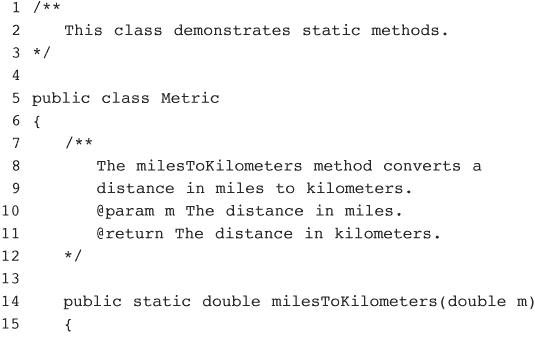 1 /**
2 This class demonstrates static methods.
3 */
4
5 public class Metric
6 {
7 /**
8 The milesToKilometers method converts a
9 distance in miles to kilometers.
10 @param m The distance in miles.
11 @return The distance in kilometers.
12 */
13
14 public static double milesToKilometers(double m)
15 {